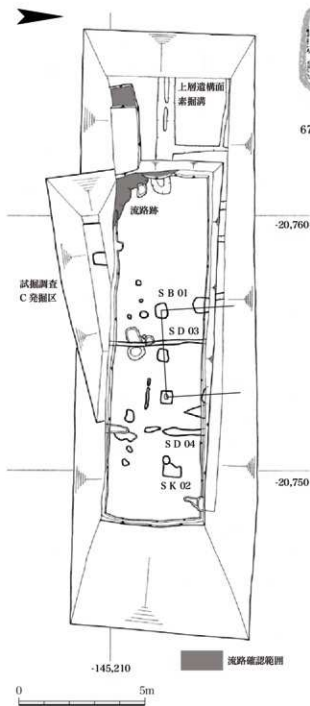 上層遺構面
素掘溝
67
流路跡
-20,760
試掘調査
C発掘区
SB01
SD03
SD04
SK02
-20,750
-145,210
流路確認範囲
0 5m